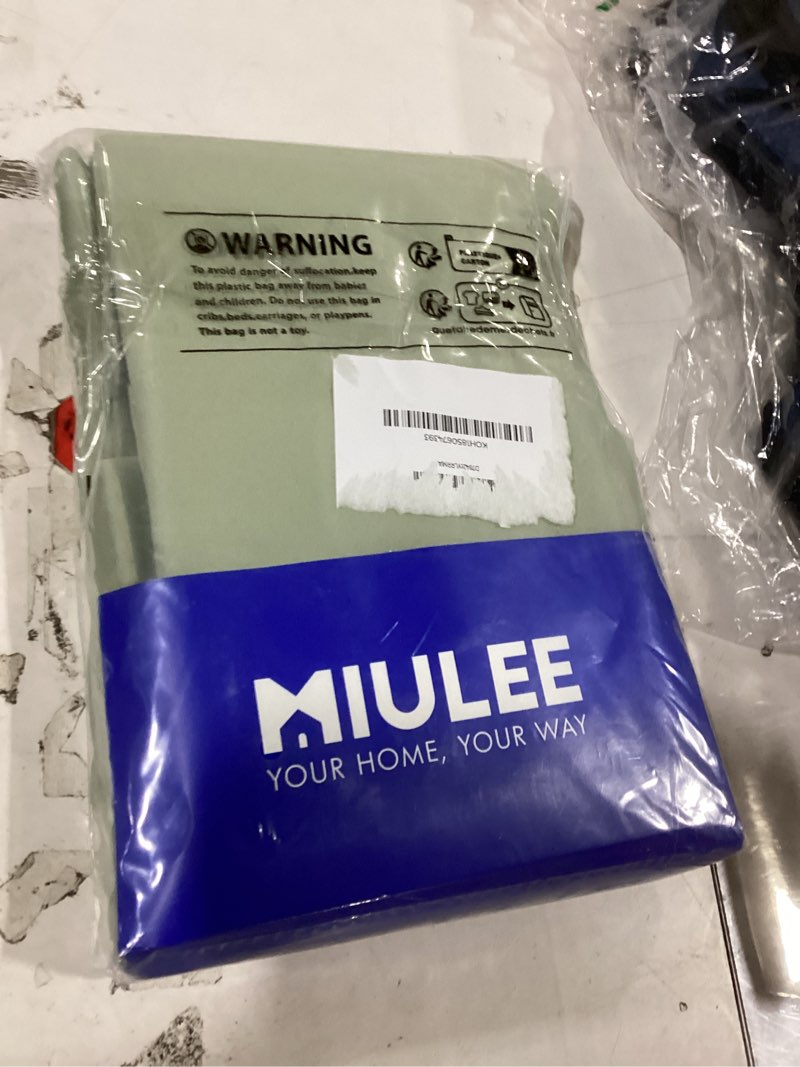 WARNING
To avoid danger of suffocation,keep
this plastic bag away from babies
and children. Do not use this bag in
cribs,beds,carriages, or playpens.
This bag is not a toy.
KOH1850674393
MIULEE
YOUR HOME, YOUR WAY